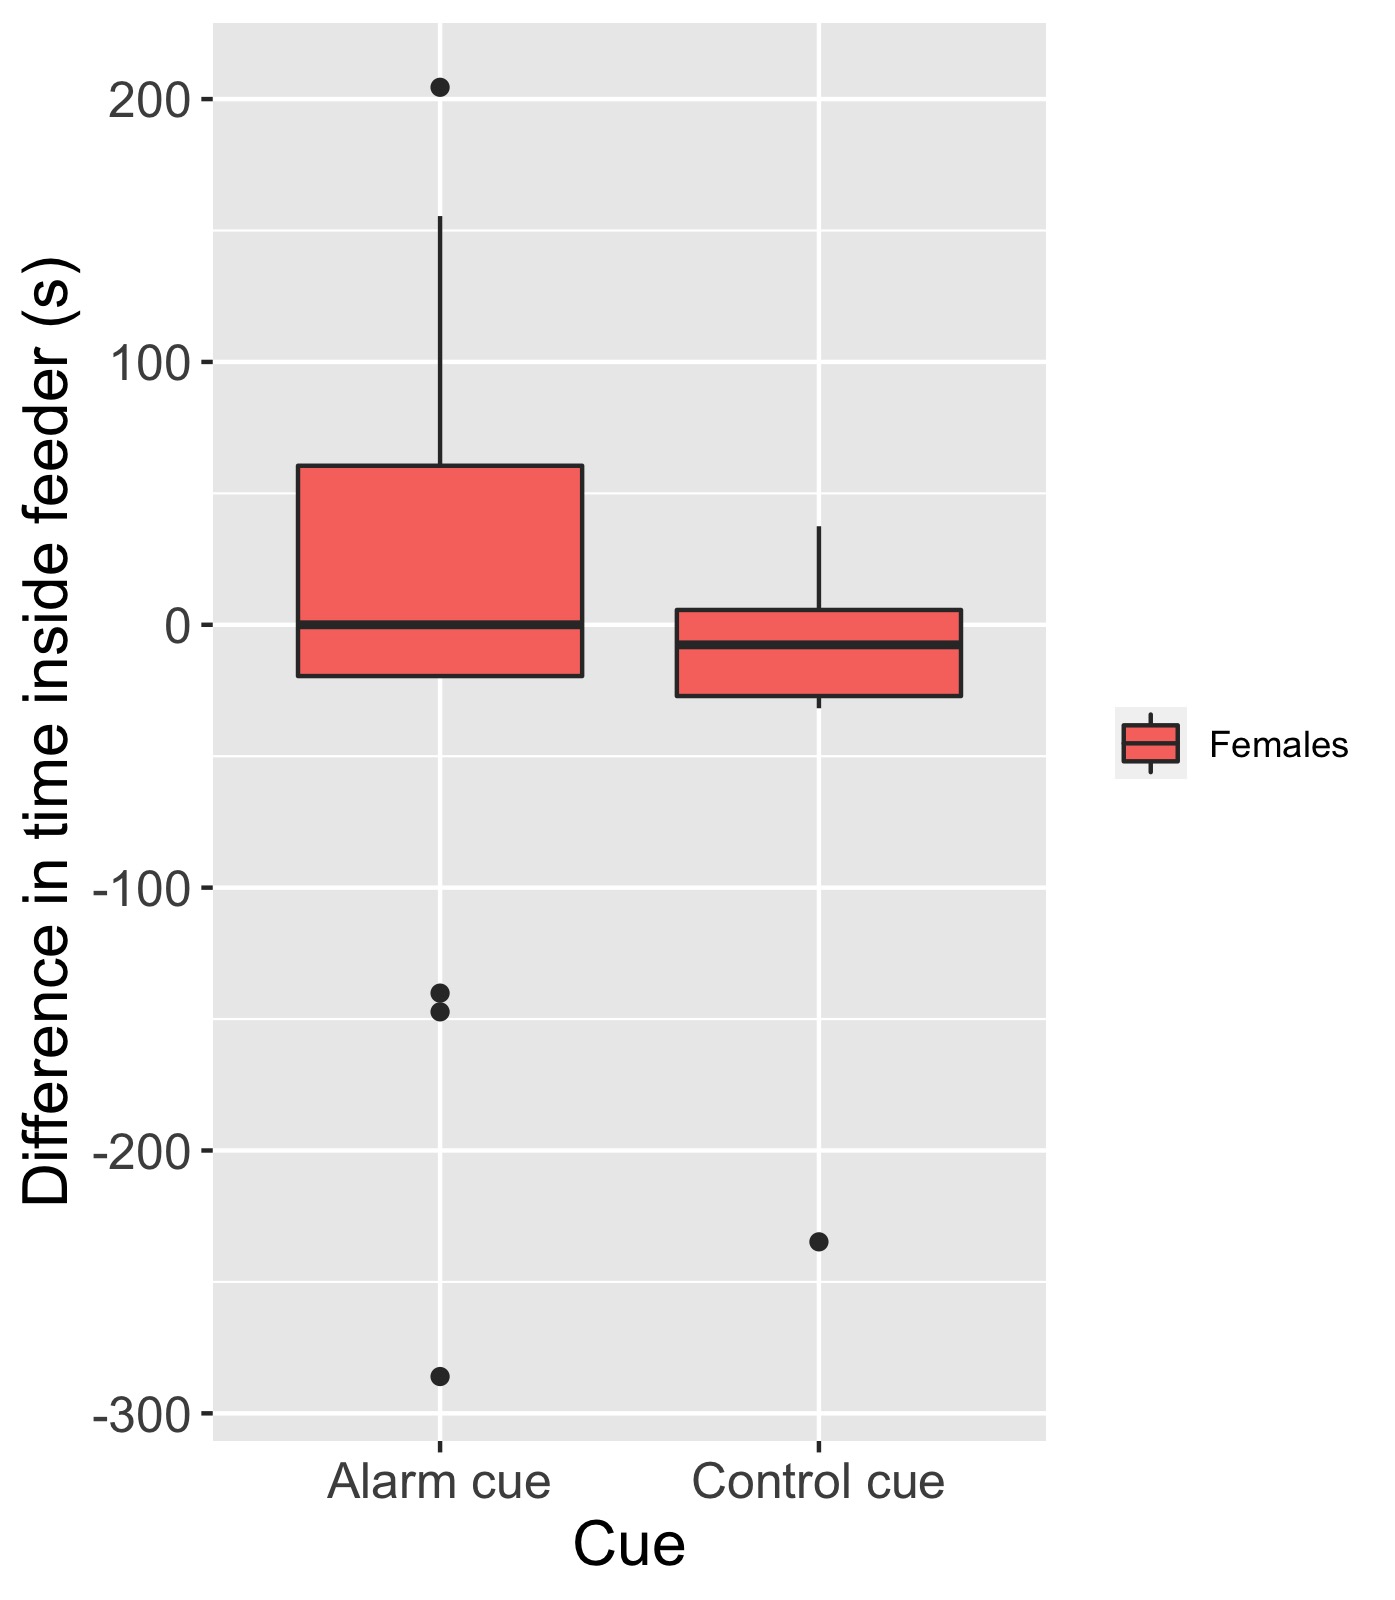 Difference in time inside feeder (s)
200
100
0
-100
-200
-300
Alarm cue
Control cue
Cue
Females